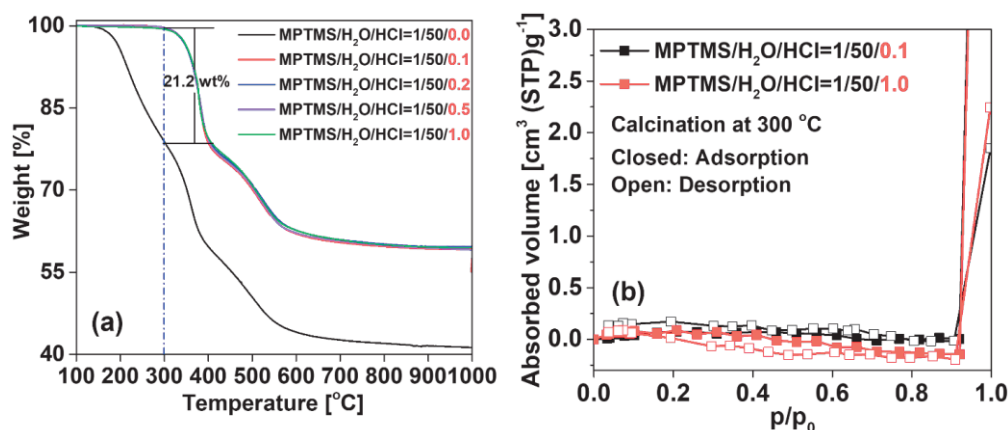 100
85
70
55
40
Weight [%]
MPTMS/H₂O/HCl=1/50/0.0
MPTMS/H₂O/HCl=1/50/0.1
MPTMS/H₂O/HCl=1/50/0.2
MPTMS/H₂O/HCl=1/50/0.5
MPTMS/H₂O/HCl=1/50/1.0
21.2 wt%
(a)
100 200 300 400 500 600 700 800 900 1000
Temperature [°C]
3.0
2.5
2.0
1.5
1.0
0.5
0.0
Absorbed volume [cm³ (STP)g⁻¹
MPTMS/H₂O/HCl=1/50/0.1
MPTMS/H₂O/HCl=1/50/1.0
Calcination at 300 °C
Closed: Adsorption
Open: Desorption
(b)
0.0 0.2 0.4 0.6 0.8 1.0
p/p₀